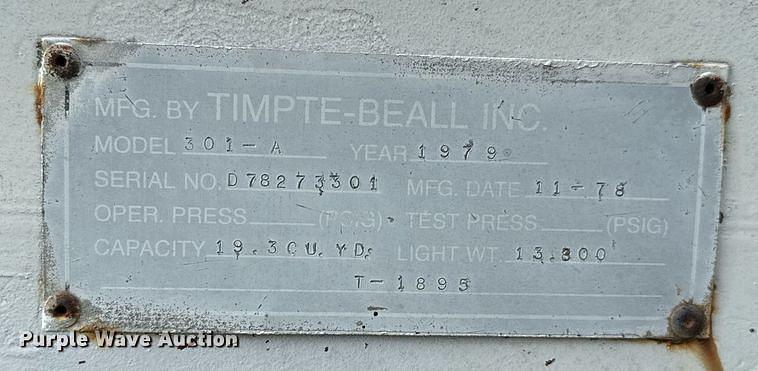 MFG. BY TIMPTE-BEALL INC.
MODEL 301-A YEAR 1979
SERIAL NO. D78273301 MFG. DATE 11-78
OPER. PRESS (PSIG) TEST PRESS (PSIG)
CAPACITY 19.3CU.YD. LIGHT WT. 13.800
T-1895
Purple Wave Auction